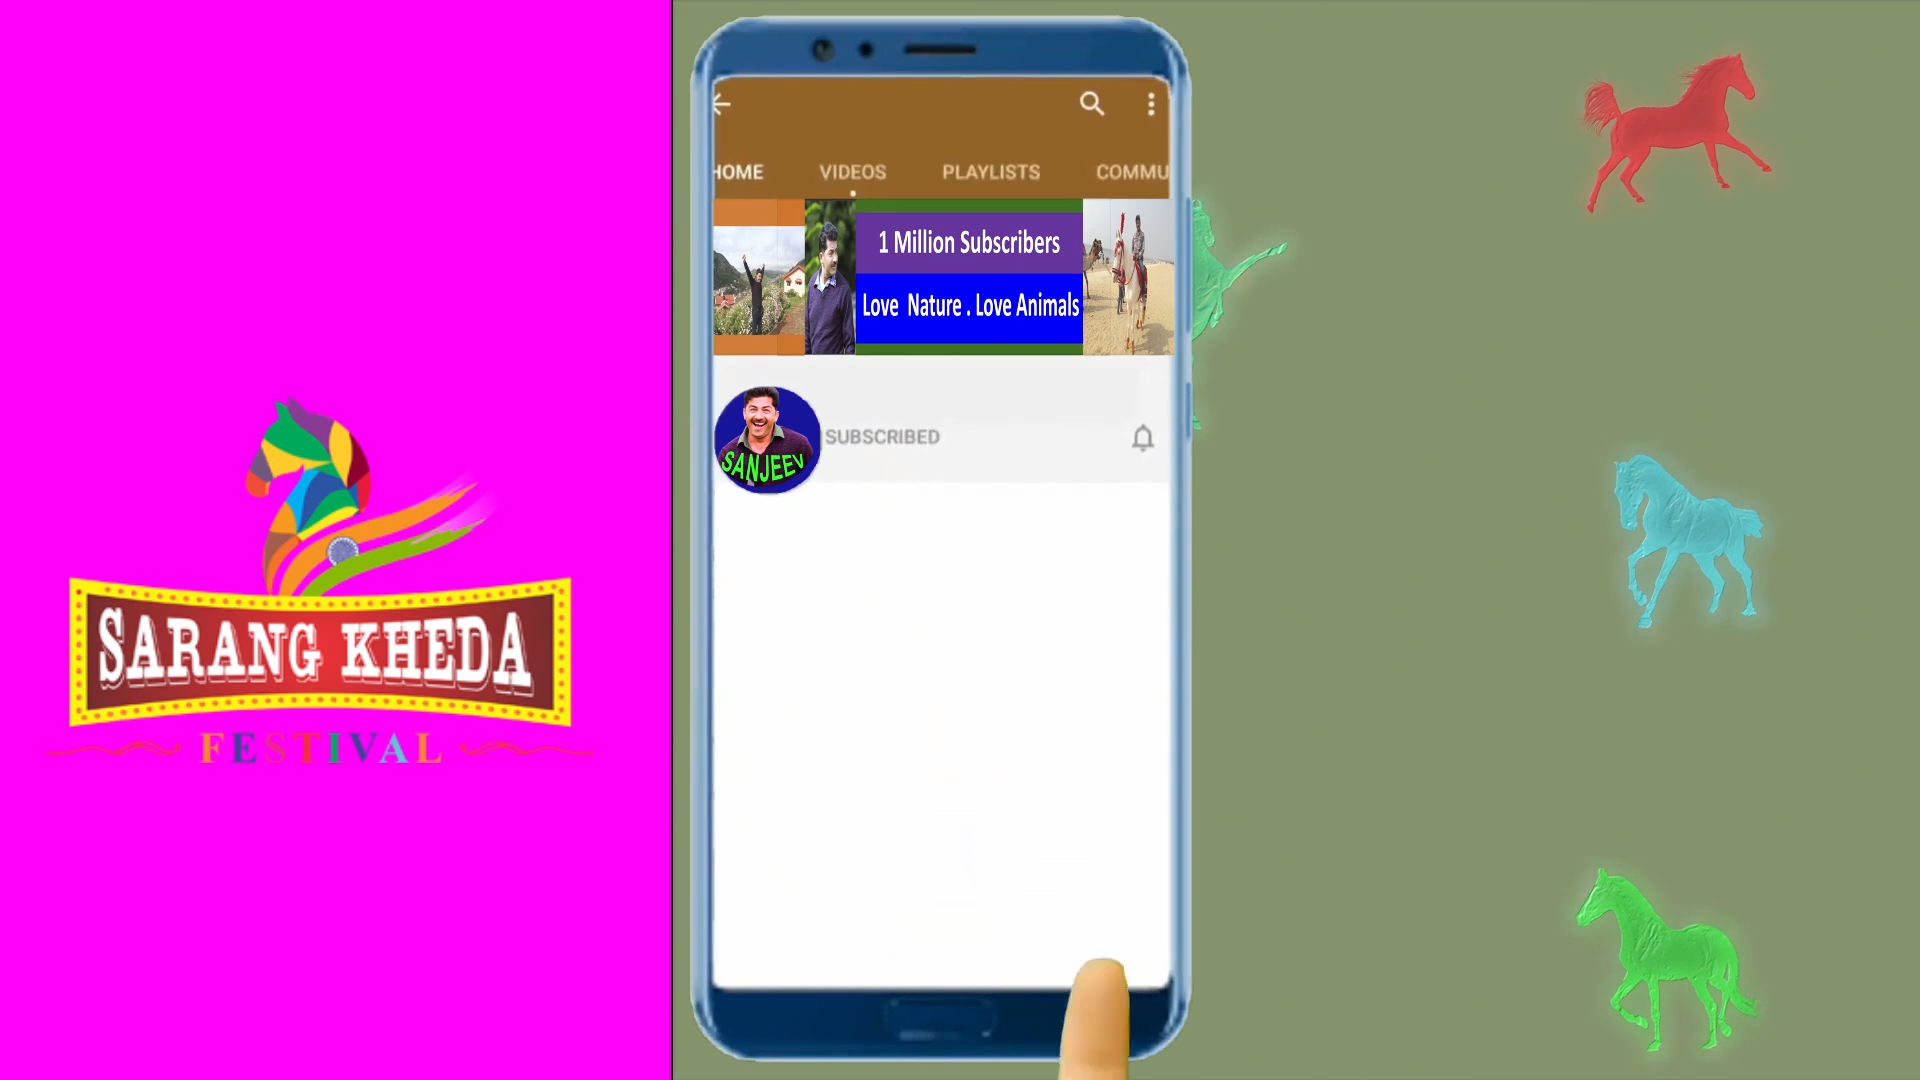 SARANG KHEDA
FESTIVAL
HOME VIDEOS PLAYLISTS COMMU
1 Million Subscribers
Love Nature . Love Animals
SANJEEV
SUBSCRIBED